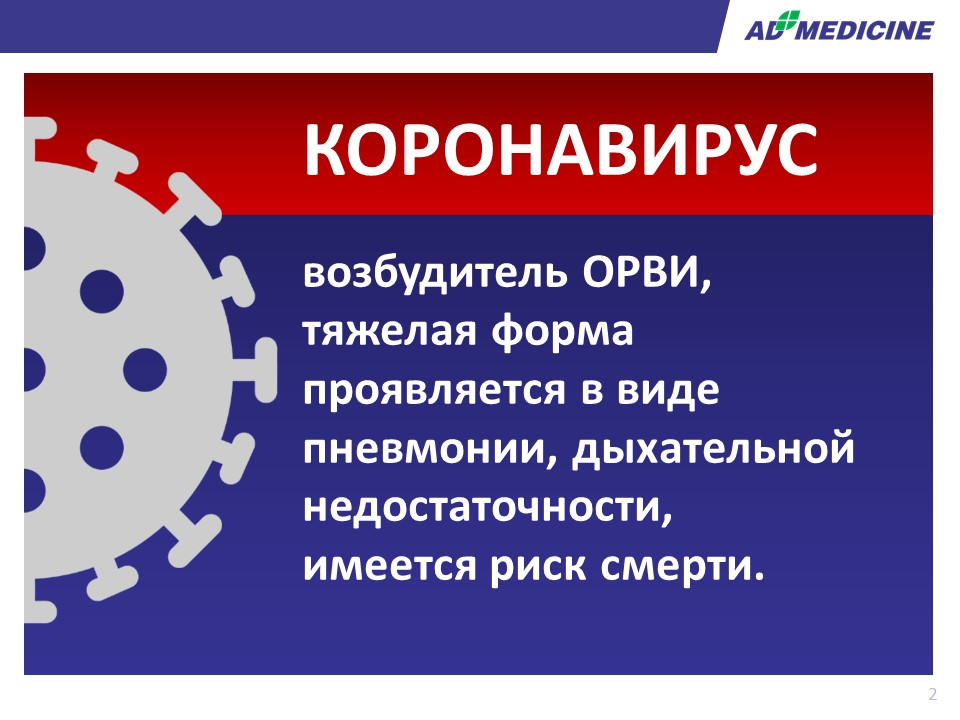 AD MEDICINE
КОРОНАВИРУС
возбудитель ОРВИ,
тяжелая форма
проявляется в виде
пневмонии, дыхательной
недостаточности,
имеется риск смерти.
2